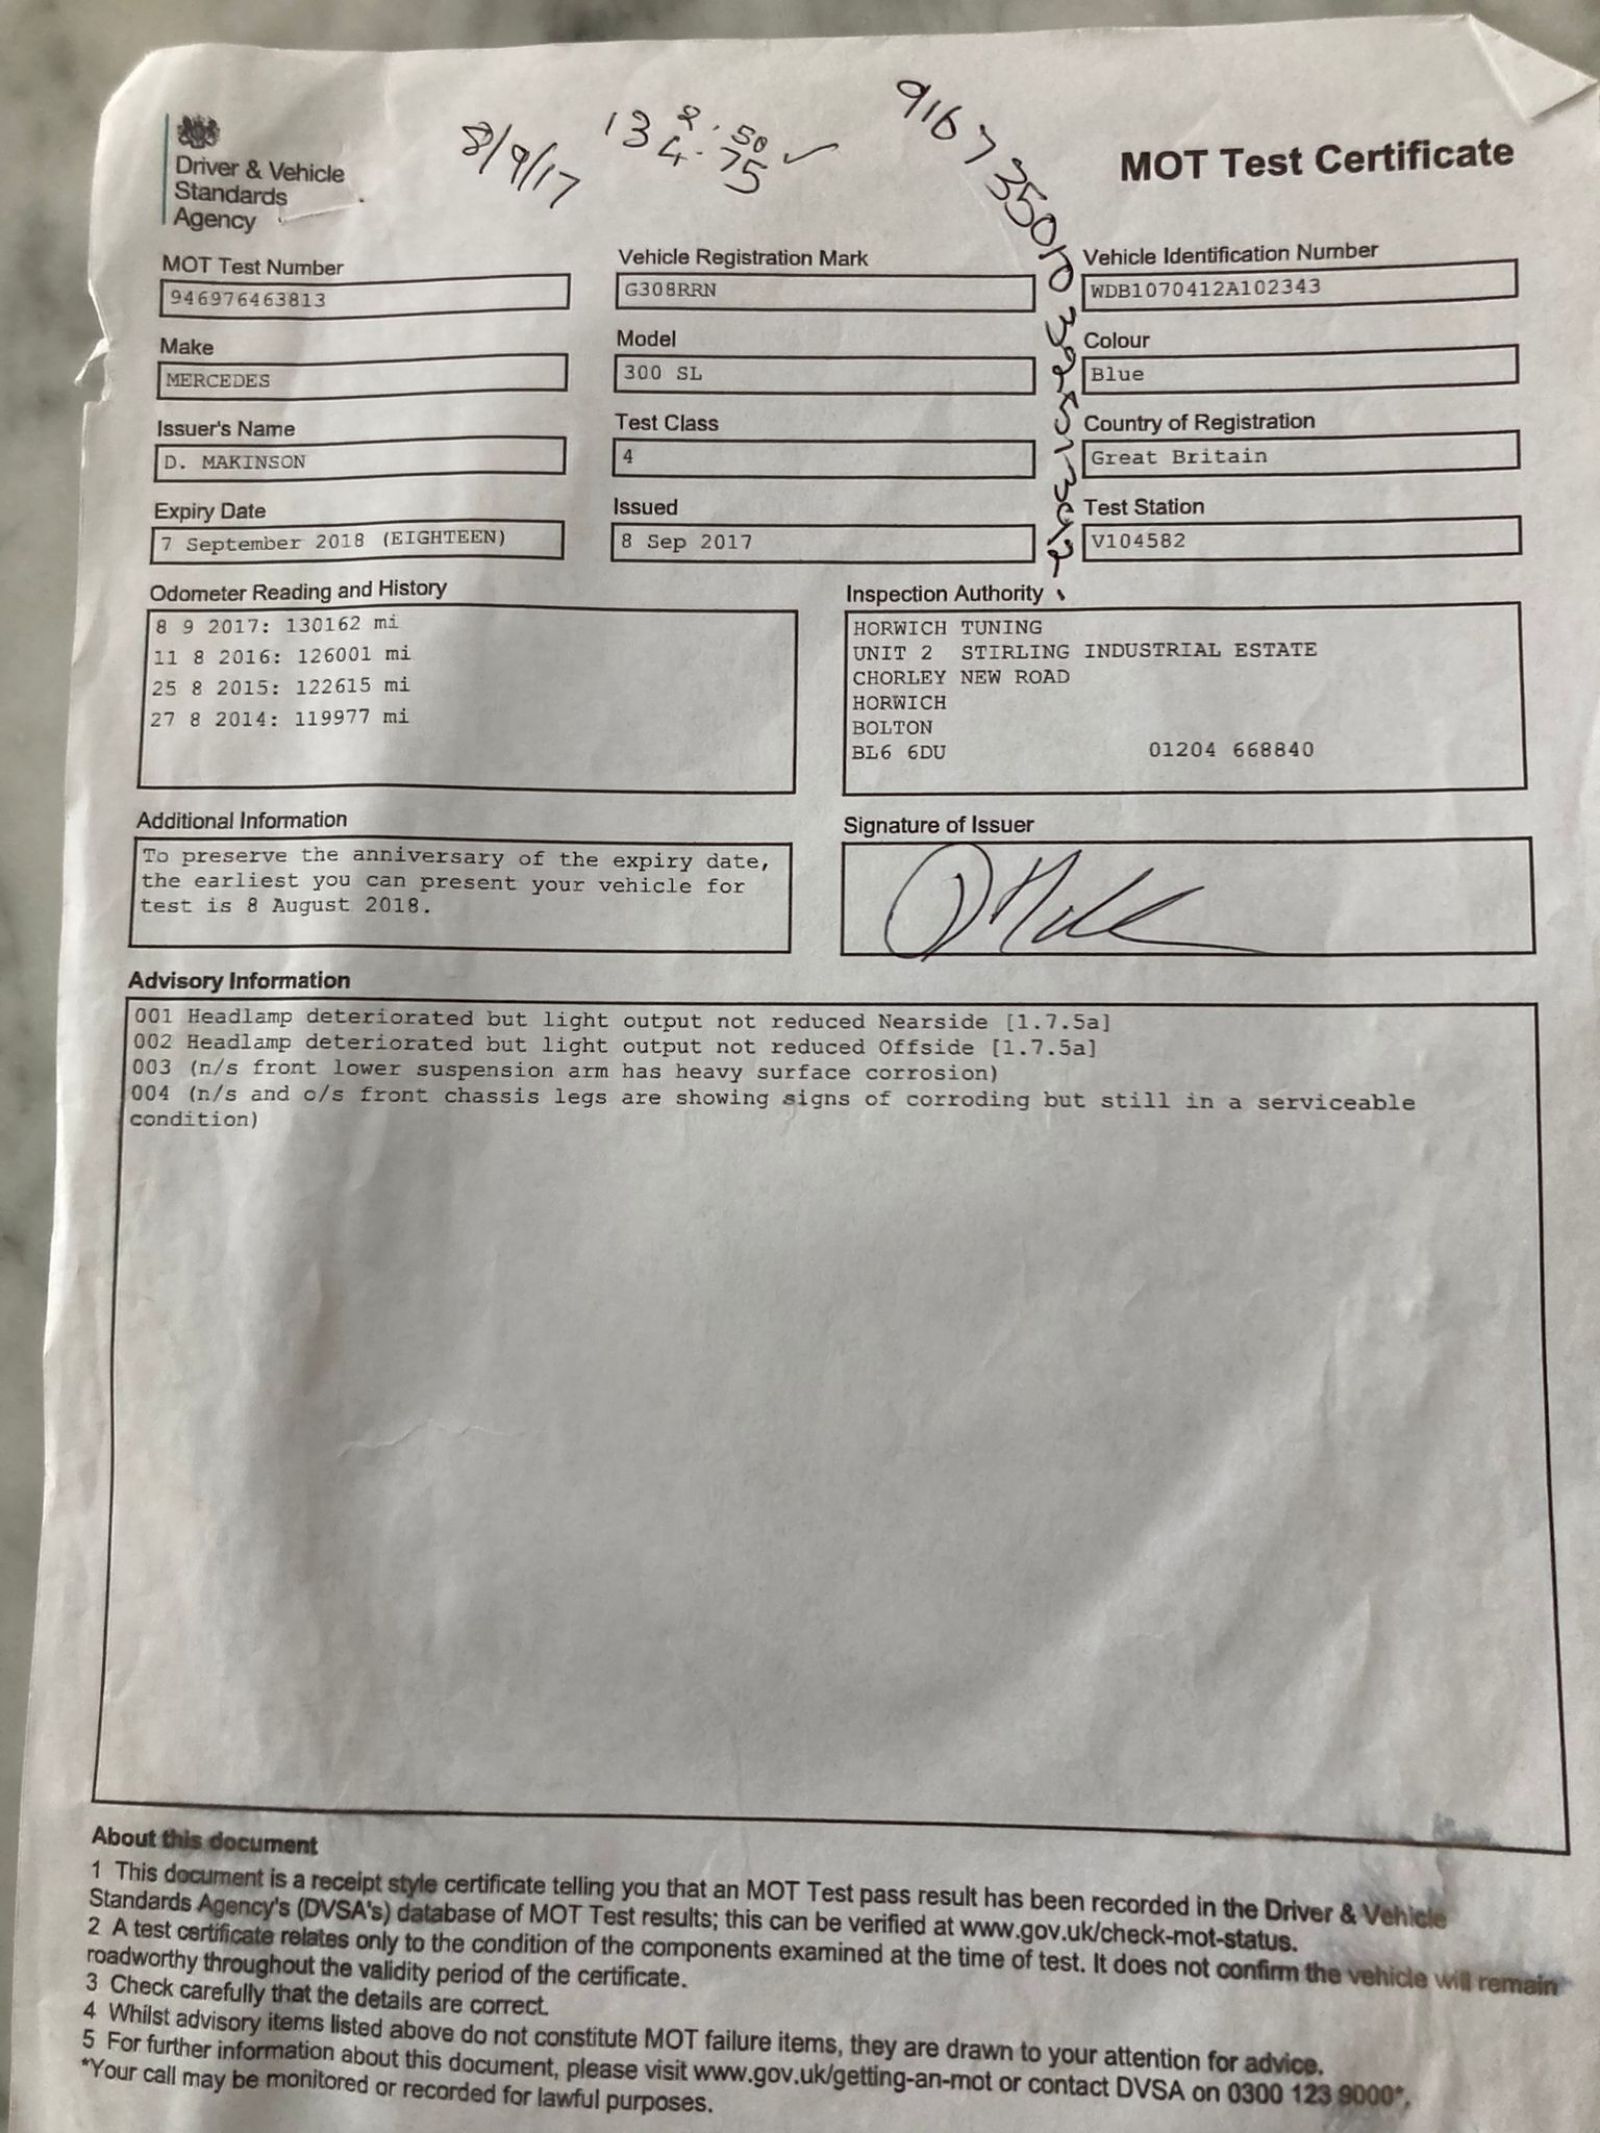 8/9/17
2.50
134.75 ✓
Driver & Vehicle
Standards
Agency
MOT Test Certificate
MOT Test Number
946976463813
Vehicle Registration Mark
G308RRN
Vehicle Identification Number
WDB1070412A102343
Make
MERCEDES
Model
300 SL
Colour
Blue
Issuer's Name
D. MAKINSON
Test Class
4
Country of Registration
Great Britain
Expiry Date
7 September 2018 (EIGHTEEN)
Issued
8 Sep 2017
Test Station
V104582
Odometer Reading and History
8 9 2017: 130162 mi
11 8 2016: 126001 mi
25 8 2015: 122615 mi
27 8 2014: 119977 mi
Inspection Authority
HORWICH TUNING
UNIT 2 STIRLING INDUSTRIAL ESTATE
CHORLEY NEW ROAD
HORWICH
BOLTON
BL6 6DU 01204 668840
Additional Information
To preserve the anniversary of the expiry date,
the earliest you can present your vehicle for
test is 8 August 2018.
Signature of Issuer
Advisory Information
001 Headlamp deteriorated but light output not reduced Nearside [1.7.5a]
002 Headlamp deteriorated but light output not reduced Offside [1.7.5a]
003 (n/s front lower suspension arm has heavy surface corrosion)
004 (n/s and o/s front chassis legs are showing signs of corroding but still in a serviceable
condition)
About this document
1 This document is a receipt style certificate telling you that an MOT Test pass result has been recorded in the Driver & Vehicle
Standards Agency's (DVSA's) database of MOT Test results; this can be verified at www.gov.uk/check-mot-status.
2 A test certificate relates only to the condition of the components examined at the time of test. It does not confirm the vehicle will remain
roadworthy throughout the validity period of the certificate.
3 Check carefully that the details are correct.
4 Whilst advisory items listed above do not constitute MOT failure items, they are drawn to your attention for advice.
5 For further information about this document, please visit www.gov.uk/getting-an-mot or contact DVSA on 0300 123 9000*.
*Your call may be monitored or recorded for lawful purposes.